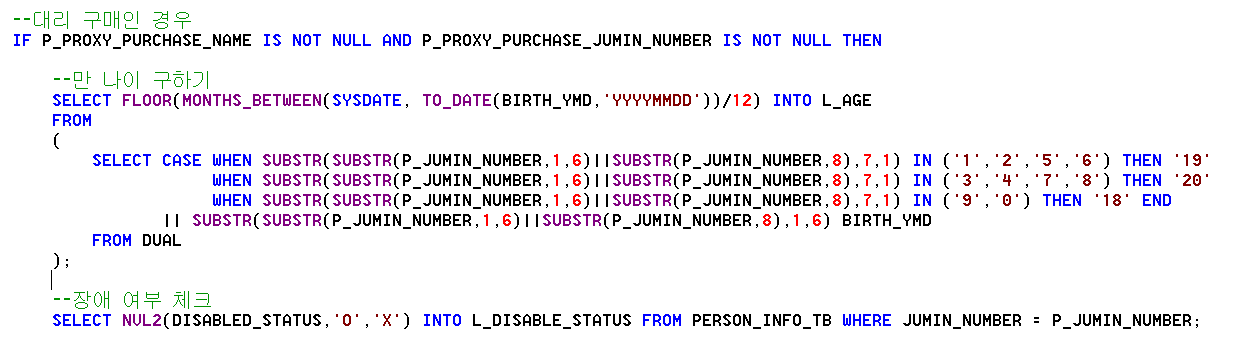 --대리 구매인 경우
IF P_PROXY_PURCHASE_NAME IS NOT NULL AND P_PROXY_PURCHASE_JUMIN_NUMBER IS NOT NULL THEN
--만 나이 구하기
SELECT FLOOR(MONTHS_BETWEEN(SYSDATE, TO_DATE(BIRTH_YMD,'YYYYMMDD'))/12) INTO L_AGE
FROM
(
SELECT CASE WHEN SUBSTR(SUBSTR(P_JUMIN_NUMBER,1,6)||SUBSTR(P_JUMIN_NUMBER,8),7,1) IN ('1','2','5','6') THEN '19'
WHEN SUBSTR(SUBSTR(P_JUMIN_NUMBER,1,6)||SUBSTR(P_JUMIN_NUMBER,8),7,1) IN ('3','4','7','8') THEN '20'
WHEN SUBSTR(SUBSTR(P_JUMIN_NUMBER,1,6)||SUBSTR(P_JUMIN_NUMBER,8),7,1) IN ('9','0') THEN '18' END
|| SUBSTR(SUBSTR(P_JUMIN_NUMBER,1,6)||SUBSTR(P_JUMIN_NUMBER,8),1,6) BIRTH_YMD
FROM DUAL
);
--장애 여부 체크
SELECT NVL2(DISABLED_STATUS,'O','X') INTO L_DISABLE_STATUS FROM PERSON_INFO_TB WHERE JUMIN_NUMBER = P_JUMIN_NUMBER;